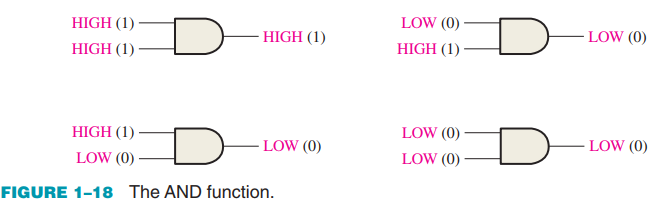 HIGH (1)
HIGH (1)
HIGH (1)
LOW (0)
HIGH (1)
LOW (0)
HIGH (1)
LOW (0)
LOW (0)
LOW (0)
LOW (0)
LOW (0)
FIGURE 1–18 The AND function.